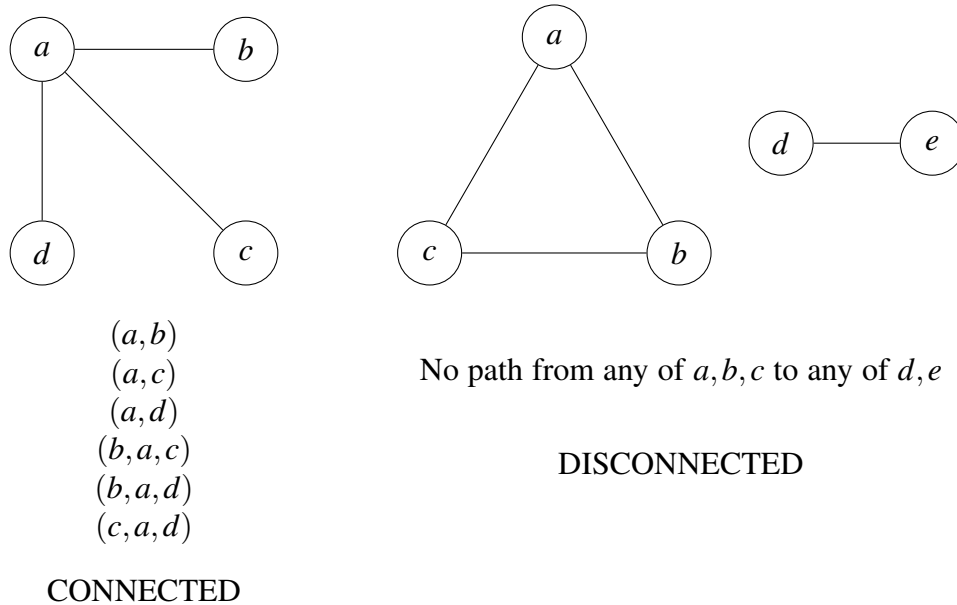 a
b
d
c
(a,b)
(a,c)
(a,d)
(b,a,c)
(b,a,d)
(c,a,d)
CONNECTED
a
c
b
d
e
No path from any of a,b,c to any of d,e
DISCONNECTED